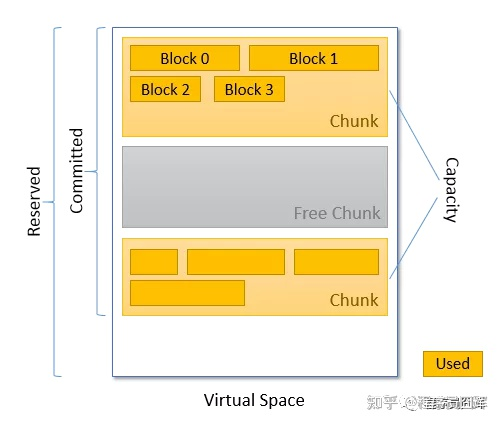 Block 0
Block 1
Block 2
Block 3
Chunk
Free Chunk
Chunk
Reserved
Committed
Capacity
Used
Virtual Space
知乎